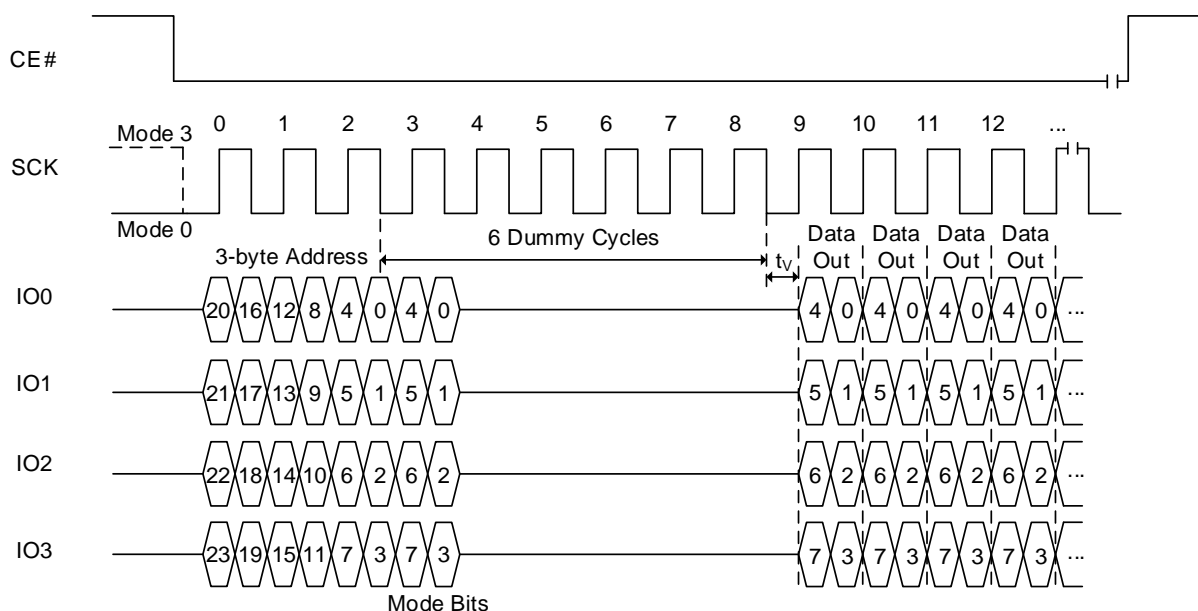 CE#
0 1 2 3 4 5 6 7 8 9 10 11 12 ...
Mode 3
SCK
Mode 0
6 Dummy Cycles
3-byte Address
tV
Data Out
Data Out
Data Out
Data Out
IO0
20 16 12 8 4 0 4 0 4 0 4 0 4 0 4 0 ...
IO1
21 17 13 9 5 1 5 1 5 1 5 1 5 1 5 1 ...
IO2
22 18 14 10 6 2 6 2 6 2 6 2 6 2 6 2 ...
IO3
23 19 15 11 7 3 7 3 7 3 7 3 7 3 7 3 ...
Mode Bits